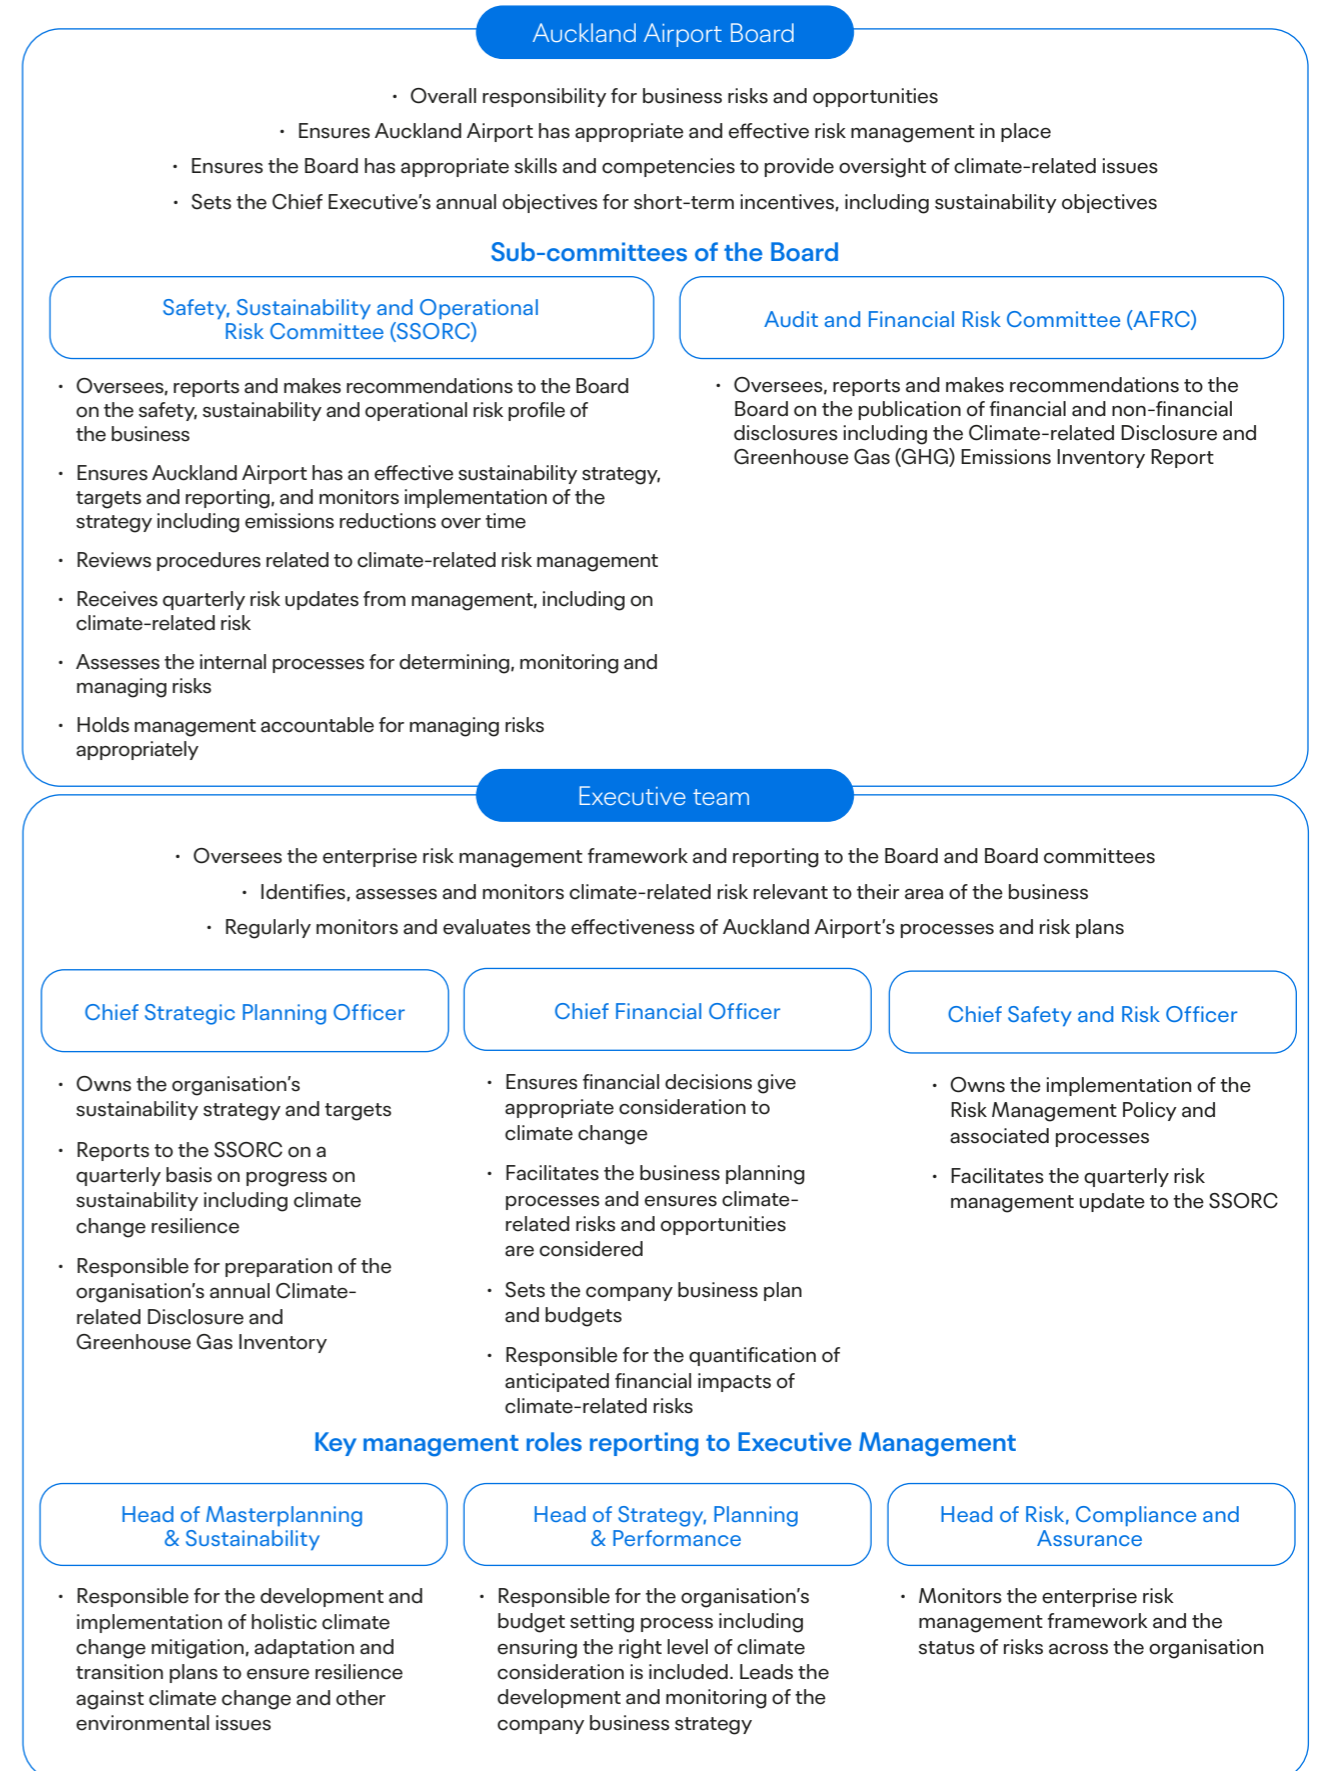 Auckland Airport Board
• Overall responsibility for business risks and opportunities
• Ensures Auckland Airport has appropriate and effective risk management in place
• Ensures the Board has appropriate skills and competencies to provide oversight of climate-related issues
• Sets the Chief Executive’s annual objectives for short-term incentives, including sustainability objectives
Sub-committees of the Board
Safety, Sustainability and Operational
Risk Committee (SSORC)
• Oversees, reports and makes recommendations to the Board
on the safety, sustainability and operational risk profile of
the business
• Ensures Auckland Airport has an effective sustainability strategy,
targets and reporting, and monitors implementation of the
strategy including emissions reductions over time
• Reviews procedures related to climate-related risk management
• Receives quarterly risk updates from management, including on
climate-related risk
• Assesses the internal processes for determining, monitoring and
managing risks
• Holds management accountable for managing risks
appropriately
Audit and Financial Risk Committee (AFRC)
• Oversees, reports and makes recommendations to the
Board on the publication of financial and non-financial
disclosures including the Climate-related Disclosure and
Greenhouse Gas (GHG) Emissions Inventory Report
Executive team
• Oversees the enterprise risk management framework and reporting to the Board and Board committees
• Identifies, assesses and monitors climate-related risk relevant to their area of the business
• Regularly monitors and evaluates the effectiveness of Auckland Airport’s processes and risk plans
Chief Strategic Planning Officer
• Owns the organisation’s
sustainability strategy and targets
• Reports to the SSORC on a
quarterly basis on progress on
sustainability including climate
change resilience
• Responsible for preparation of the
organisation’s annual Climate-
related Disclosure and
Greenhouse Gas Inventory
Chief Financial Officer
• Ensures financial decisions give
appropriate consideration to
climate change
• Facilitates the business planning
processes and ensures climate-
related risks and opportunities
are considered
• Sets the company business plan
and budgets
• Responsible for the quantification of
anticipated financial impacts of
climate-related risks
Chief Safety and Risk Officer
• Owns the implementation of the
Risk Management Policy and
associated processes
• Facilitates the quarterly risk
management update to the SSORC
Key management roles reporting to Executive Management
Head of Masterplanning
& Sustainability
• Responsible for the development and
implementation of holistic climate
change mitigation, adaptation and
transition plans to ensure resilience
against climate change and other
environmental issues
Head of Strategy, Planning
& Performance
• Responsible for the organisation’s
budget setting process including
ensuring the right level of climate
consideration is included. Leads the
development and monitoring of the
company business strategy
Head of Risk, Compliance and
Assurance
• Monitors the enterprise risk
management framework and the
status of risks across the organisation